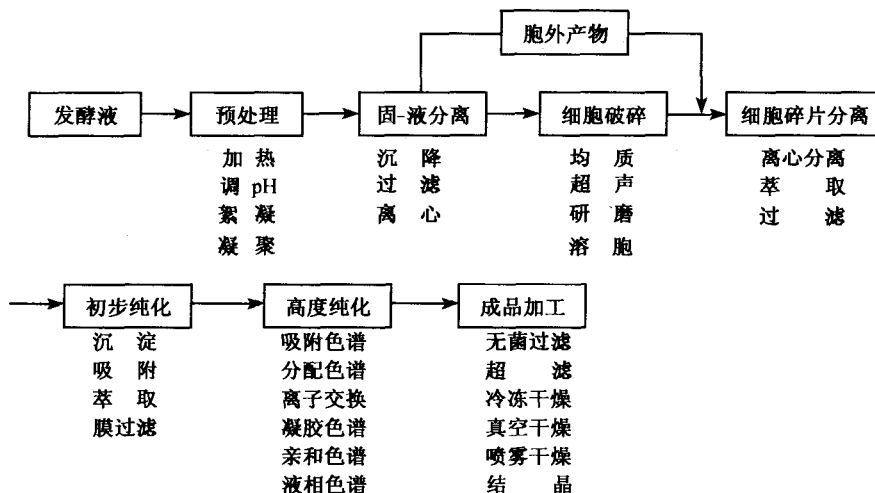 胞外产物
发酵液 预处理 固-液分离 细胞破碎 细胞碎片分离
加热 沉降 均质 离心分离
调pH 过滤 超声 萃取
絮凝 离心 研磨 过滤
凝聚 溶胞
初步纯化 高度纯化 成品加工
沉淀 吸附色谱 无菌过滤
吸附 分配色谱 超滤
萃取 离子交换 冷冻干燥
膜过滤 凝胶色谱 真空干燥
亲和色谱 喷雾干燥
液相色谱 结晶